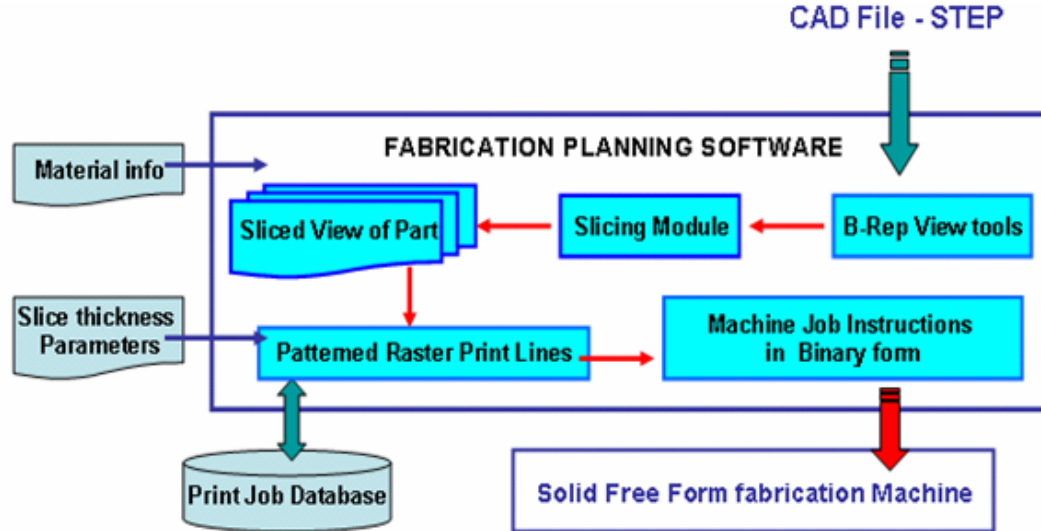 CAD File - STEP
FABRICATION PLANNING SOFTWARE
Material info
Sliced View of Part
Slicing Module
B-Rep View tools
Slice thickness
Parameters
Patterned Raster Print Lines
Machine Job Instructions
in Binary form
Print Job Database
Solid Free Form fabrication Machine